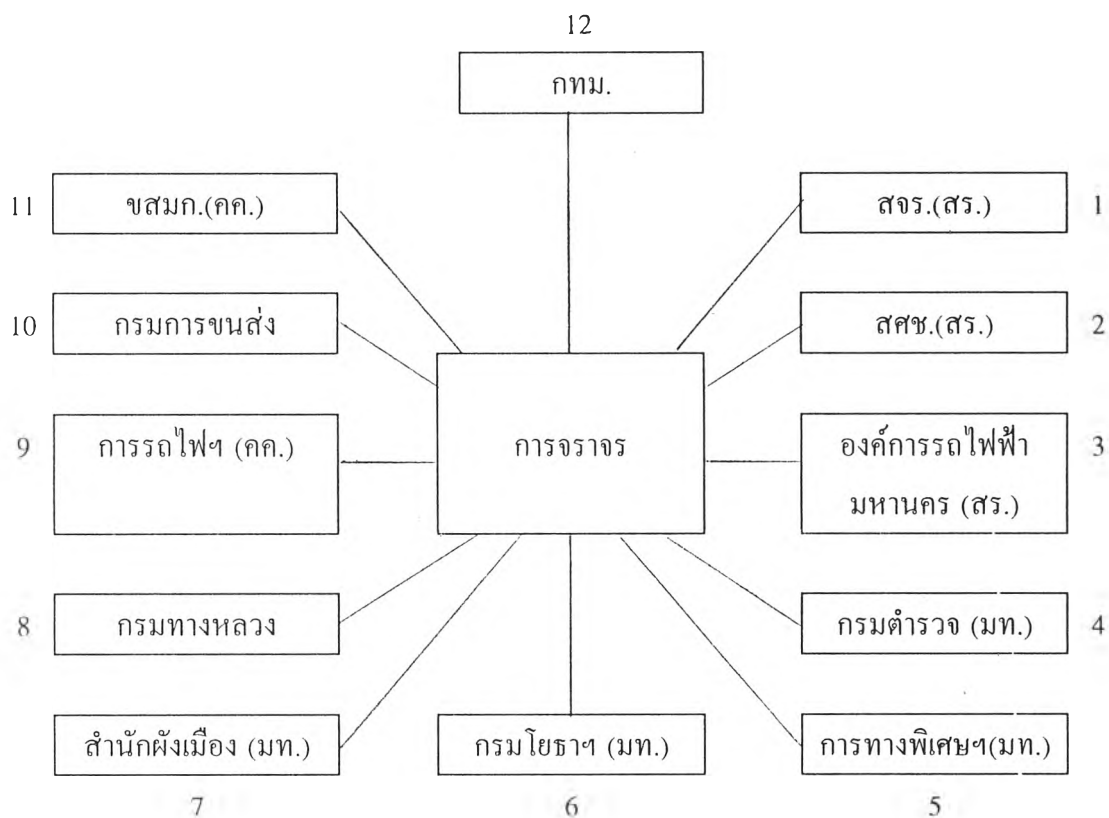 12
กทม.
11
ขสมก.(คค.)
สจร.(สร.)
1
10
กรมการขนส่ง
สศช.(สร.)
2
9
การรถไฟฯ (คค.)
การจราจร
องค์การรถไฟฟ้า
มหานคร (สร.)
3
8
กรมทางหลวง
กรมตำรวจ (มท.)
4
สำนักผังเมือง (มท.)
กรมโยธาฯ (มท.)
การทางพิเศษฯ(มท.)
7
6
5